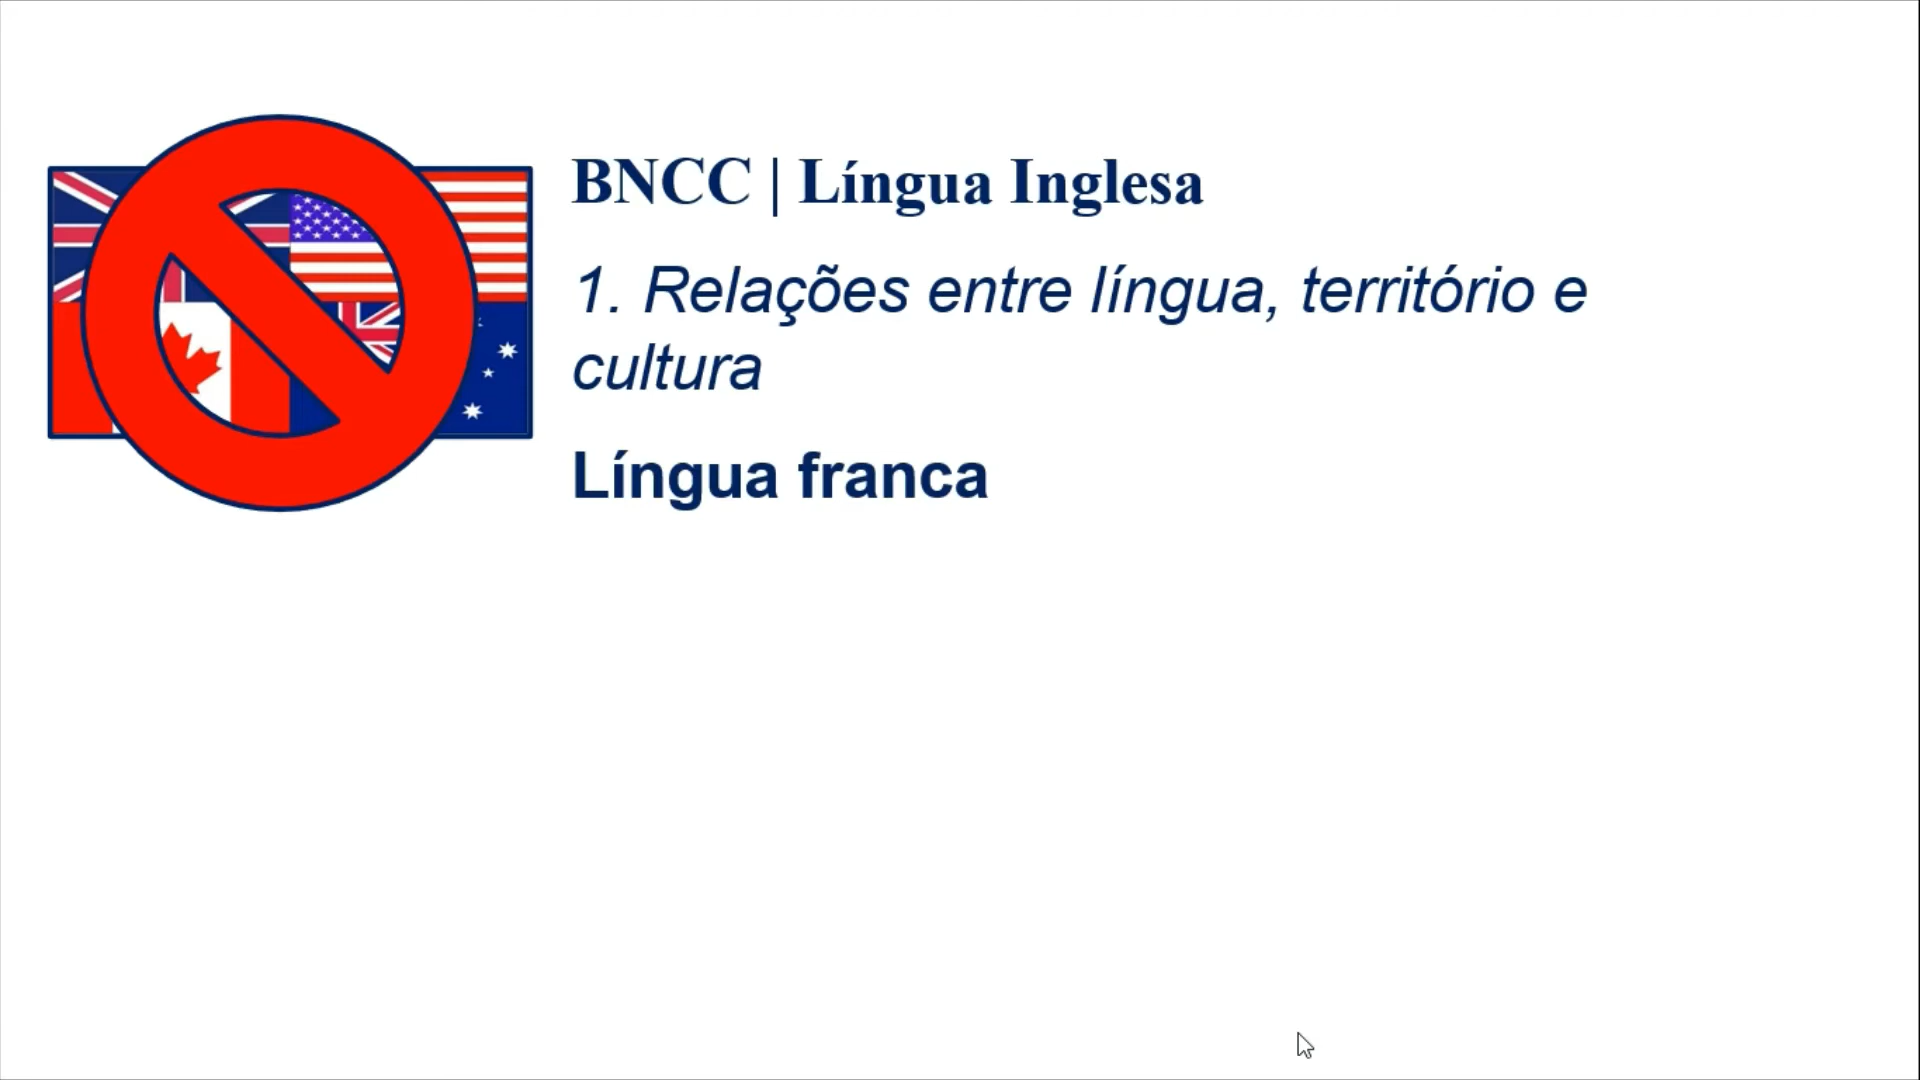 BNCC | Língua Inglesa
1. Relações entre língua, território e
cultura
Língua franca